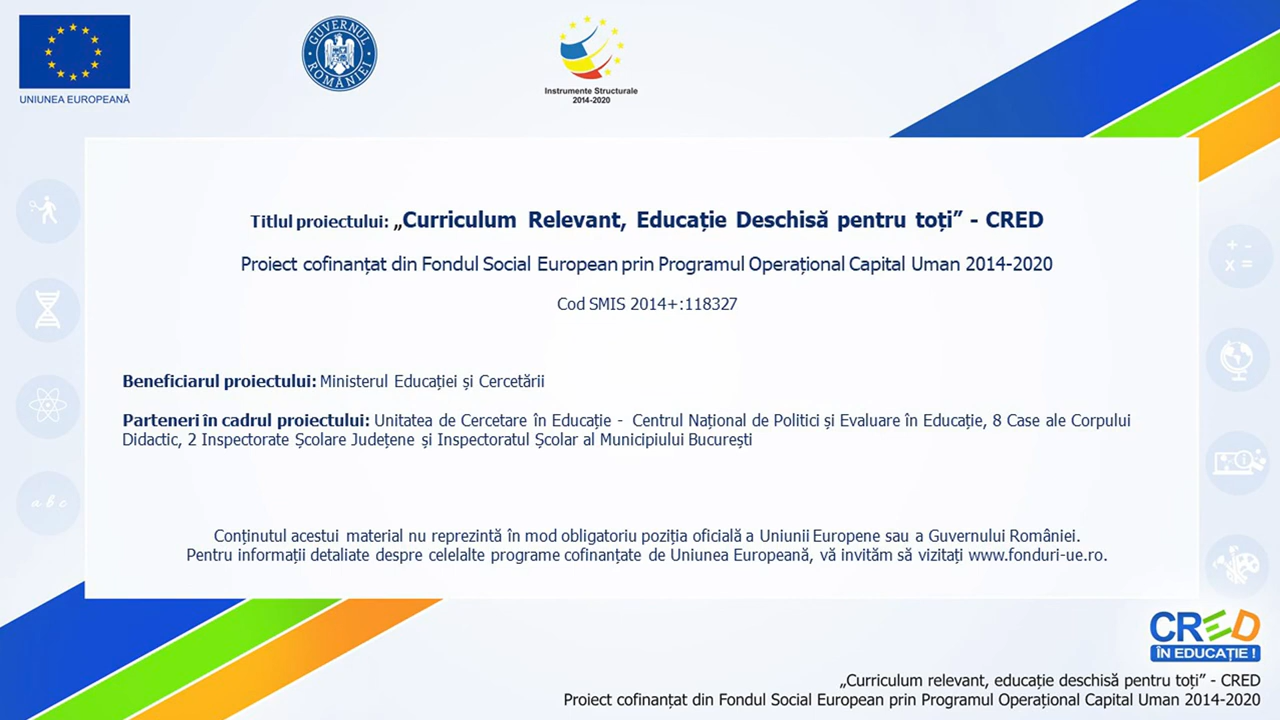 UNIUNEA EUROPEANĂ
GUVERNUL ROMÂNIEI
Instrumente Structurale
2014-2020
Titlul proiectului: „Curriculum Relevant, Educație Deschisă pentru toți” - CRED
Proiect cofinanțat din Fondul Social European prin Programul Operațional Capital Uman 2014-2020
Cod SMIS 2014+:118327
Beneficiarul proiectului: Ministerul Educației și Cercetării
Parteneri în cadrul proiectului: Unitatea de Cercetare în Educație - Centrul Național de Politici și Evaluare în Educație, 8 Case ale Corpului
Didactic, 2 Inspectorate Școlare Județene și Inspectoratul Școlar al Municipiului București
a b c
Conținutul acestui material nu reprezintă în mod obligatoriu poziția oficială a Uniunii Europene sau a Guvernului României.
Pentru informații detaliate despre celelalte programe cofinanțate de Uniunea Europeană, vă invităm să vizitați www.fonduri-ue.ro.
CRED
ÎN EDUCAȚIE !
„Curriculum relevant, educație deschisă pentru toți” - CRED
Proiect cofinanțat din Fondul Social European prin Programul Operațional Capital Uman 2014-2020